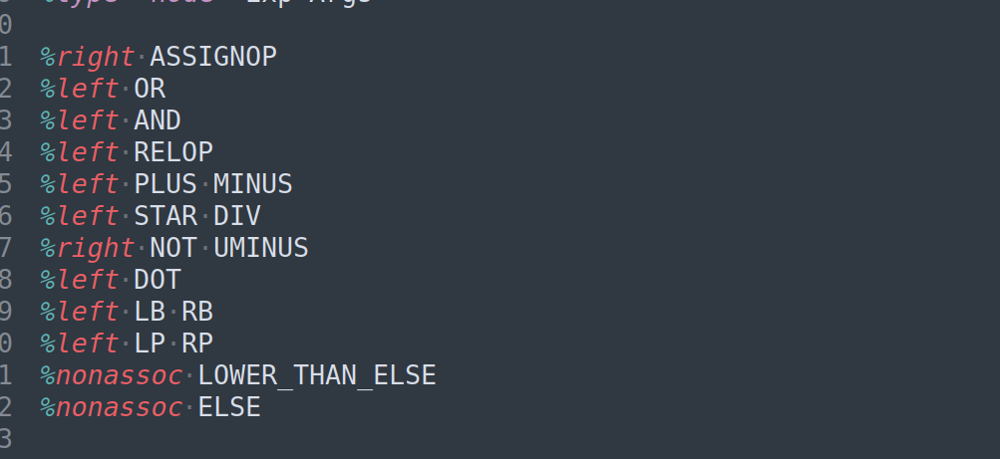 0
1 %right·ASSIGNOP
2 %left·OR
3 %left·AND
4 %left·RELOP
5 %left·PLUS·MINUS
6 %left·STAR·DIV
7 %right·NOT·UMINUS
8 %left·DOT
9 %left·LB·RB
0 %left·LP·RP
1 %nonassoc·LOWER_THAN_ELSE
2 %nonassoc·ELSE
3